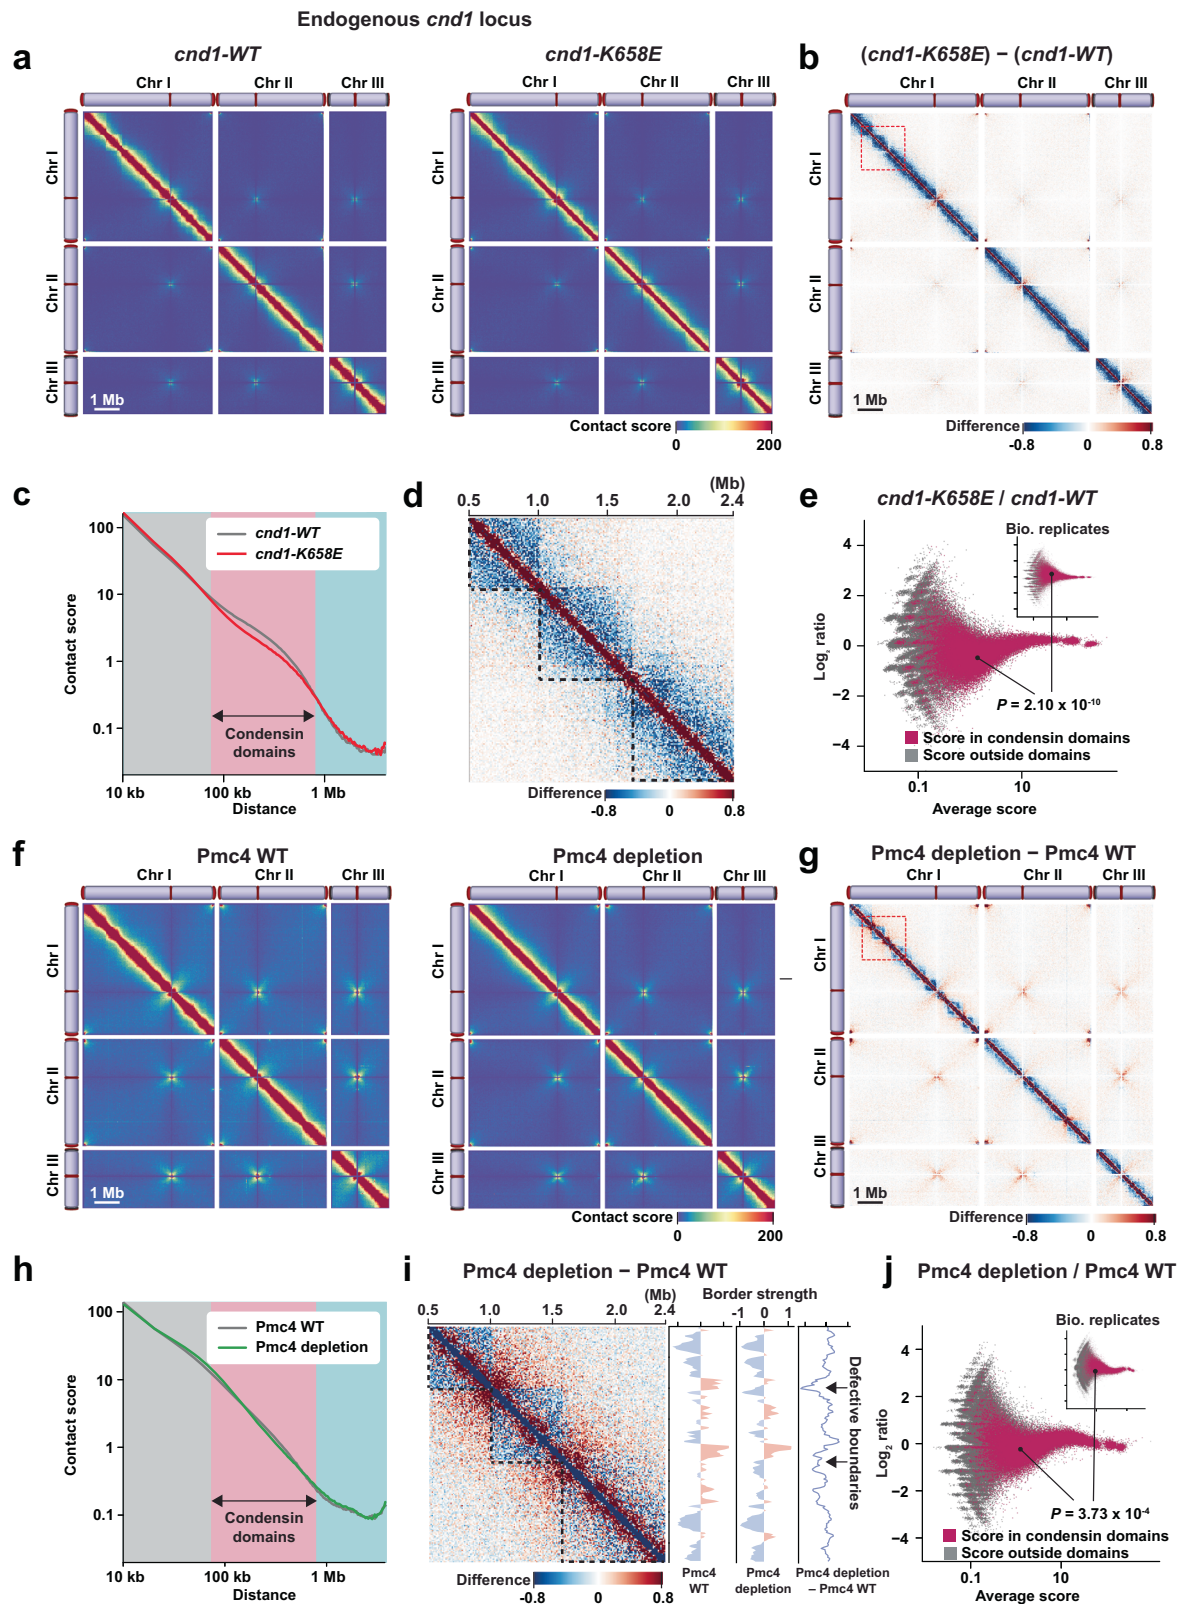 Endogenous cnd1 locus
a
cnd1-WT
cnd1-K658E
b
(cnd1-K658E) − (cnd1-WT)
Chr I
Chr II
Chr III
Chr I
Chr II
Chr III
Chr I
Chr II
Chr III
Chr I
Chr II
Chr III
1 Mb
Chr I
Chr II
Chr III
Contact score
0
200
Chr I
Chr II
Chr III
1 Mb
Difference
-0.8
0
0.8
c
100
10
1
0.1
Contact score
cnd1-WT
cnd1-K658E
Condensin
domains
10 kb
100 kb
1 Mb
Distance
d
(Mb)
0.5
1.0
1.5
2.0
2.4
Difference
-0.8
0
0.8
e
cnd1-K658E / cnd1-WT
Bio. replicates
4
2
0
−2
−4
Log2 ratio
P = 2.10 x 10-10
Score in condensin domains
Score outside domains
0.1
10
Average score
f
Pmc4 WT
Pmc4 depletion
g
Pmc4 depletion − Pmc4 WT
Chr I
Chr II
Chr III
Chr I
Chr II
Chr III
Chr I
Chr II
Chr III
Chr I
Chr II
Chr III
1 Mb
Chr I
Chr II
Chr III
Contact score
0
200
Chr I
Chr II
Chr III
1 Mb
Difference
-0.8
0
0.8
h
100
10
1
0.1
Contact score
Pmc4 WT
Pmc4 depletion
Condensin
domains
10 kb
100 kb
1 Mb
Distance
i
Pmc4 depletion − Pmc4 WT
(Mb)
0.5
1.0
1.5
2.0
2.4
Border strength
-1
0
1
Defective boundaries
Difference
-0.8
0
0.8
Pmc4
WT
Pmc4
depletion
Pmc4 depletion
– Pmc4 WT
j
Pmc4 depletion / Pmc4 WT
Bio. replicates
4
2
0
−2
−4
Log2 ratio
P = 3.73 x 10-4
Score in condensin domains
Score outside domains
0.1
10
Average score